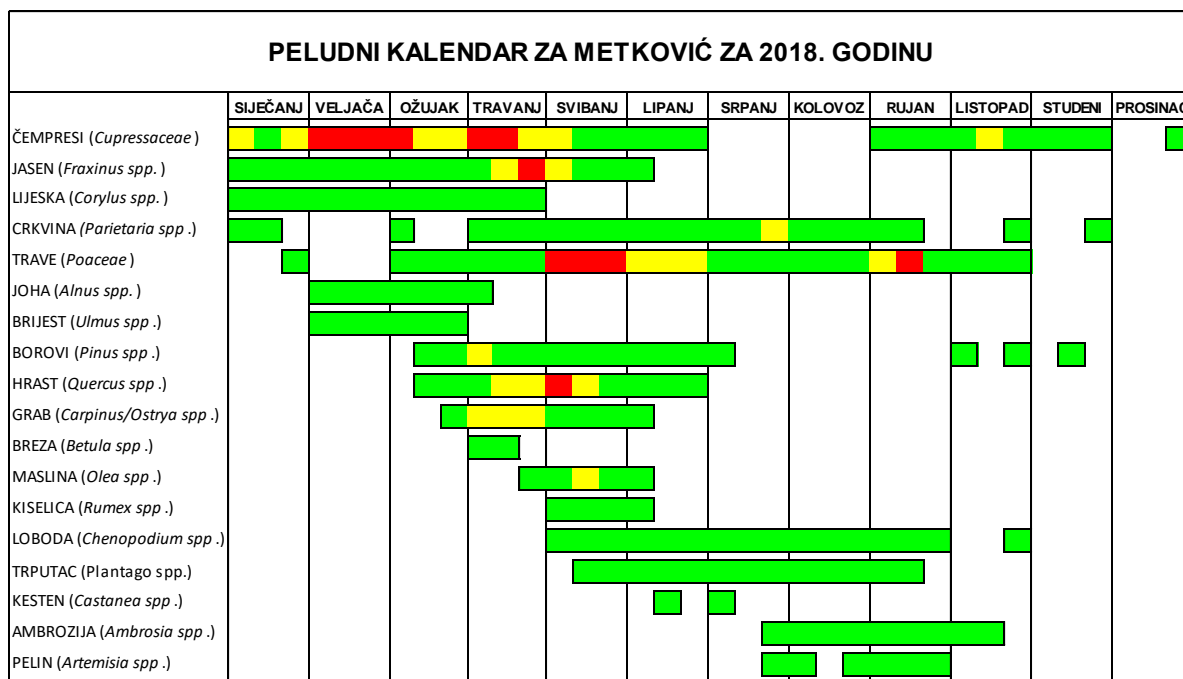 PELUDNI KALENDAR ZA METKOVIĆ ZA 2018. GODINU
SIJEČANJ VELJAČA OŽUJAK TRAVANJ SVIBANJ LIPANJ SRPANJ KOLOVOZ RUJAN LISTOPAD STUDENI PROSINAC
ČEMPRESI (Cupressaceae )
JASEN (Fraxinus spp. )
LIJESKA (Corylus spp. )
CRKVINA (Parietaria spp .)
TRAVE (Poaceae )
JOHA (Alnus spp. )
BRIJEST (Ulmus spp .)
BOROVI (Pinus spp .)
HRAST (Quercus spp .)
GRAB (Carpinus/Ostrya spp .)
BREZA (Betula spp .)
MASLINA (Olea spp .)
KISELICA (Rumex spp .)
LOBODA (Chenopodium spp .)
TRPUTAC (Plantago spp.)
KESTEN (Castanea spp .)
AMBROZIJA (Ambrosia spp .)
PELIN (Artemisia spp .)